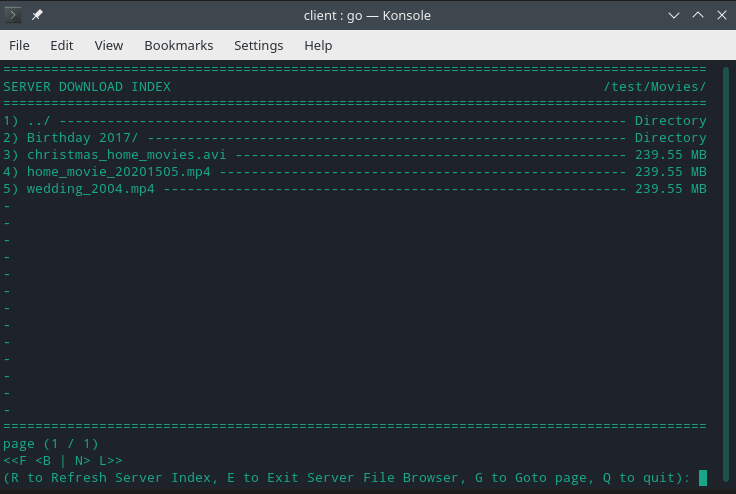 client : go — Konsole
File Edit View Bookmarks Settings Help
========================================================================================
SERVER DOWNLOAD INDEX /test/Movies/
========================================================================================
1) ../ ----------------------------------------------------------------------- Directory
2) Birthday 2017/ ------------------------------------------------------------ Directory
3) christmas_home_movies.avi ------------------------------------------------- 239.55 MB
4) home_movie_20201505.mp4 --------------------------------------------------- 239.55 MB
5) wedding_2004.mp4 ---------------------------------------------------------- 239.55 MB
-
-
-
-
-
-
-
-
-
-
-
-
-
========================================================================================
page (1 / 1)
<<F <B | N> L>>
(R to Refresh Server Index, E to Exit Server File Browser, G to Goto page, Q to quit):